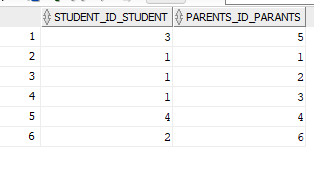 STUDENT_ID_STUDENT PARENTS_ID_PARANTS
1 3 5
2 1 1
3 1 2
4 1 3
5 4 4
6 2 6